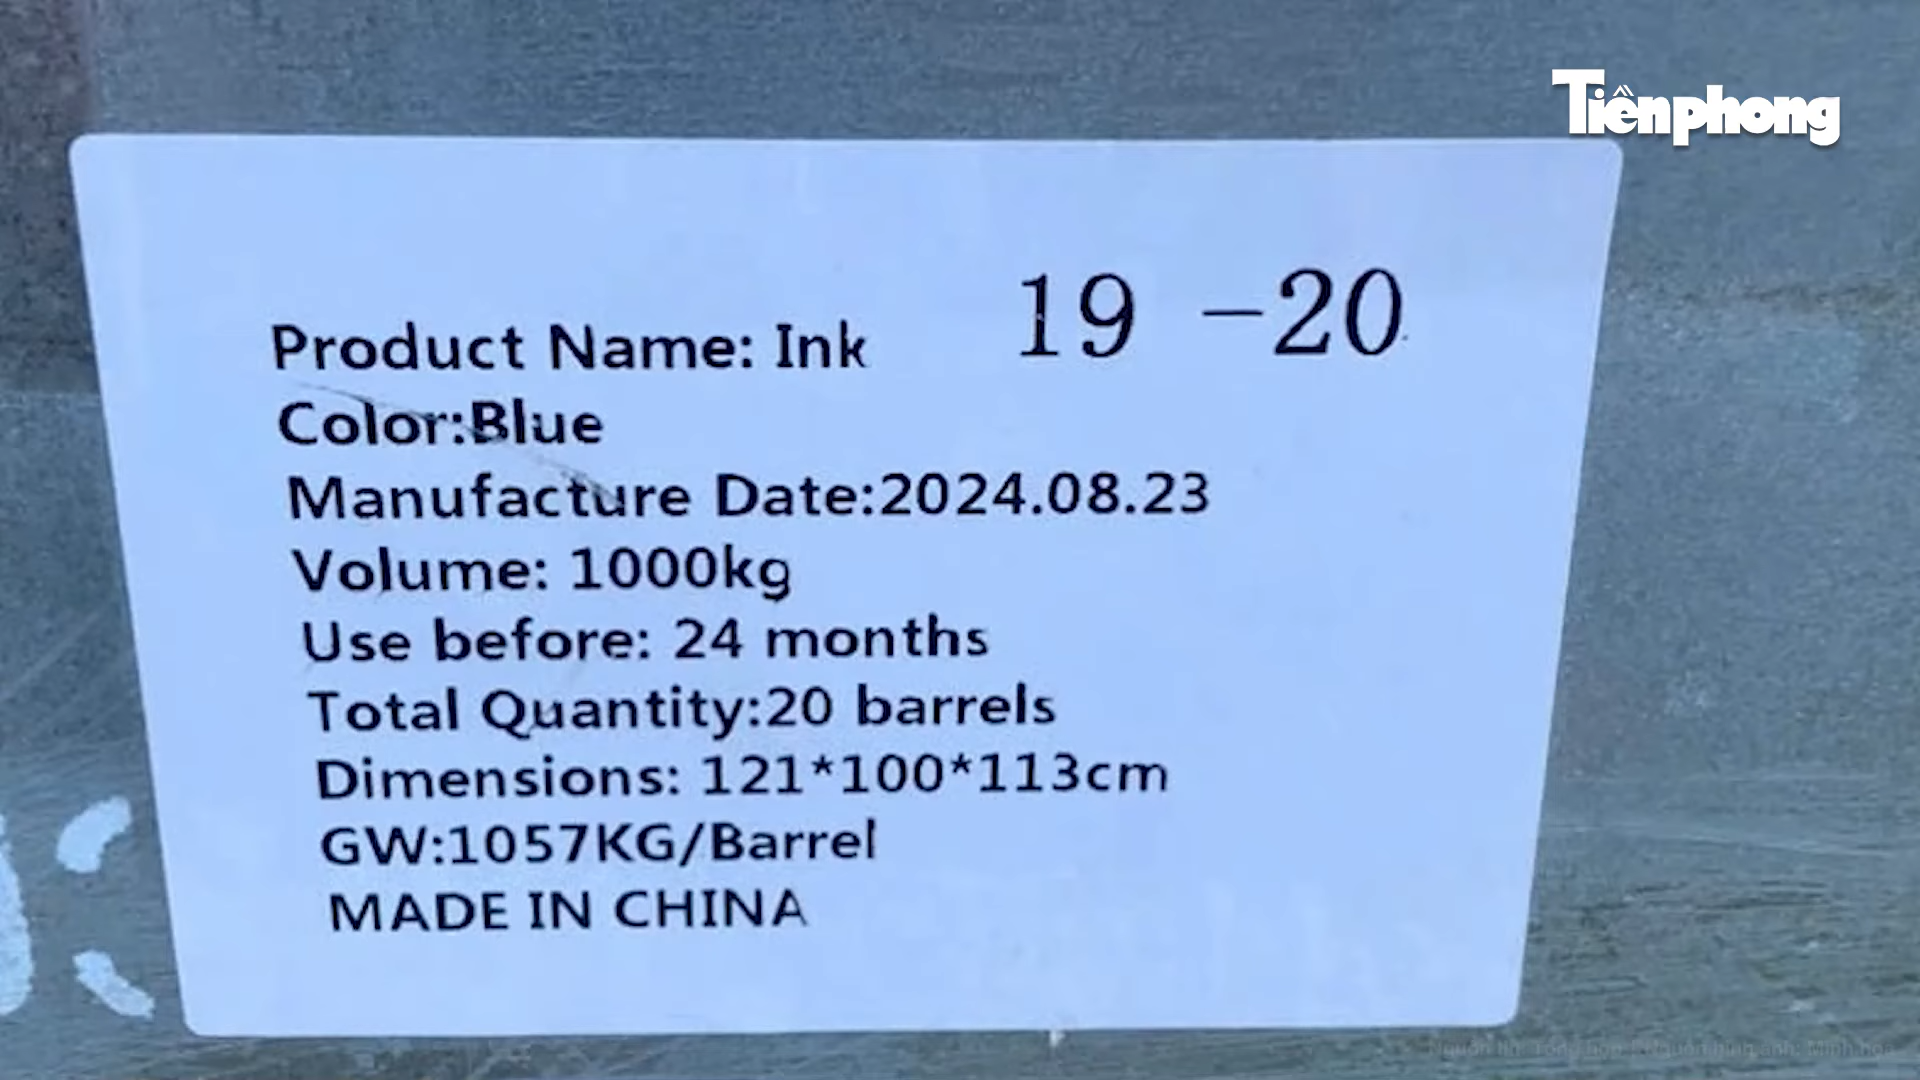 Tiênphong
19 -20
Product Name: Ink
Color:Blue
Manufacture Date:2024.08.23
Volume: 1000kg
Use before: 24 months
Total Quantity:20 barrels
Dimensions: 121*100*113cm
GW:1057KG/Barrel
MADE IN CHINA